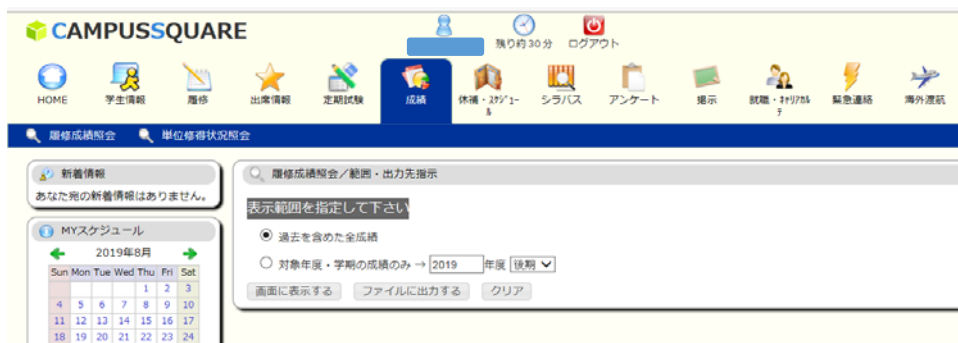 CAMPUSSQUARE
残り約30分 ログアウト
HOME 学生情報 履修 出席情報 定期試験 成績 休補・ｽｹｼﾞｭｰﾙ シラバス アンケート 掲示 就職・ｷｬﾘｱｶﾙﾃ 緊急連絡 海外渡航
履修成績照会 単位修得状況照会
新着情報
あなた宛の新着情報はありません。
MYスケジュール
2019年8月
Sun Mon Tue Wed Thu Fri Sat
1 2 3
4 5 6 7 8 9 10
11 12 13 14 15 16 17
18 19 20 21 22 23 24
履修成績照会／範囲・出力先指示
表示範囲を指定して下さい
過去を含めた全成績
対象年度・学期の成績のみ → 2019 年度 後期
画面に表示する ファイルに出力する クリア